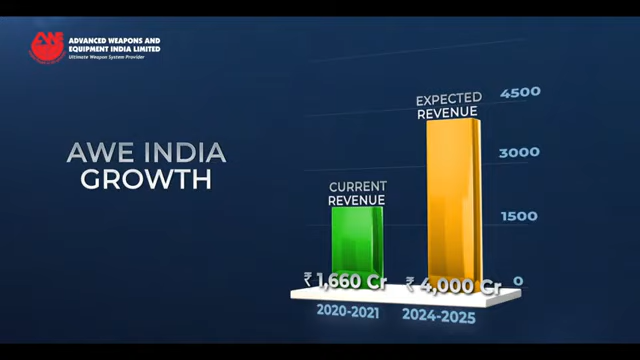 ADVANCED WEAPONS AND
EQUIPMENT INDIA LIMITED
Ultimate Weapon System Provider
AWE INDIA
GROWTH
EXPECTED
REVENUE
CURRENT
REVENUE
4500
3000
1500
0
₹ 1,660 Cr
₹ 4,000 Cr
2020-2021
2024-2025